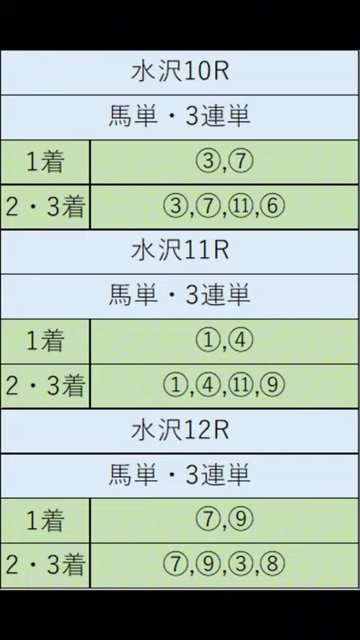 水沢10R
馬単・3連単
1着 ③,⑦
2・3着 ③,⑦,⑪,⑥
水沢11R
馬単・3連単
1着 ①,④
2・3着 ①,④,⑪,⑨
水沢12R
馬単・3連単
1着 ⑦,⑨
2・3着 ⑦,⑨,③,⑧